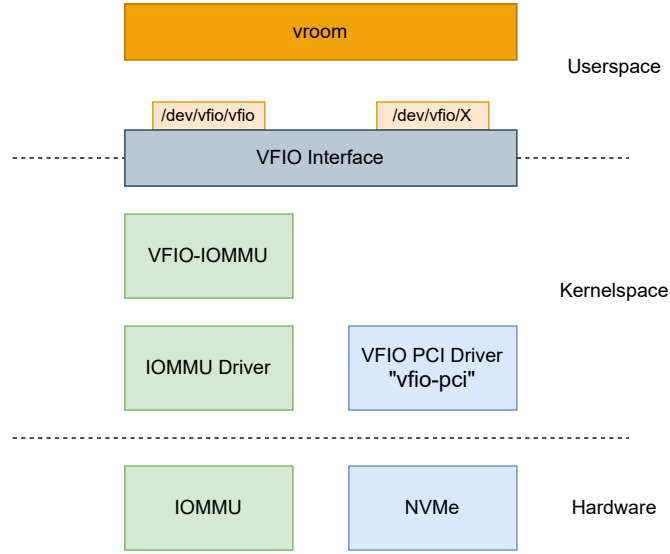 vroom
Userspace
/dev/vfio/vfio
/dev/vfio/X
VFIO Interface
VFIO-IOMMU
Kernelspace
IOMMU Driver
VFIO PCI Driver
"vfio-pci"
IOMMU
NVMe
Hardware